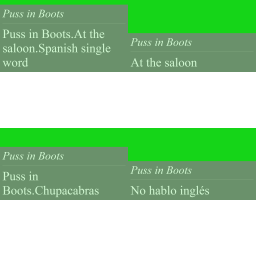 Puss in Boots
Puss in Boots.At the
saloon.Spanish single
word
Puss in Boots
At the saloon
Puss in Boots
Puss in
Boots.Chupacabras
Puss in Boots
No hablo inglés